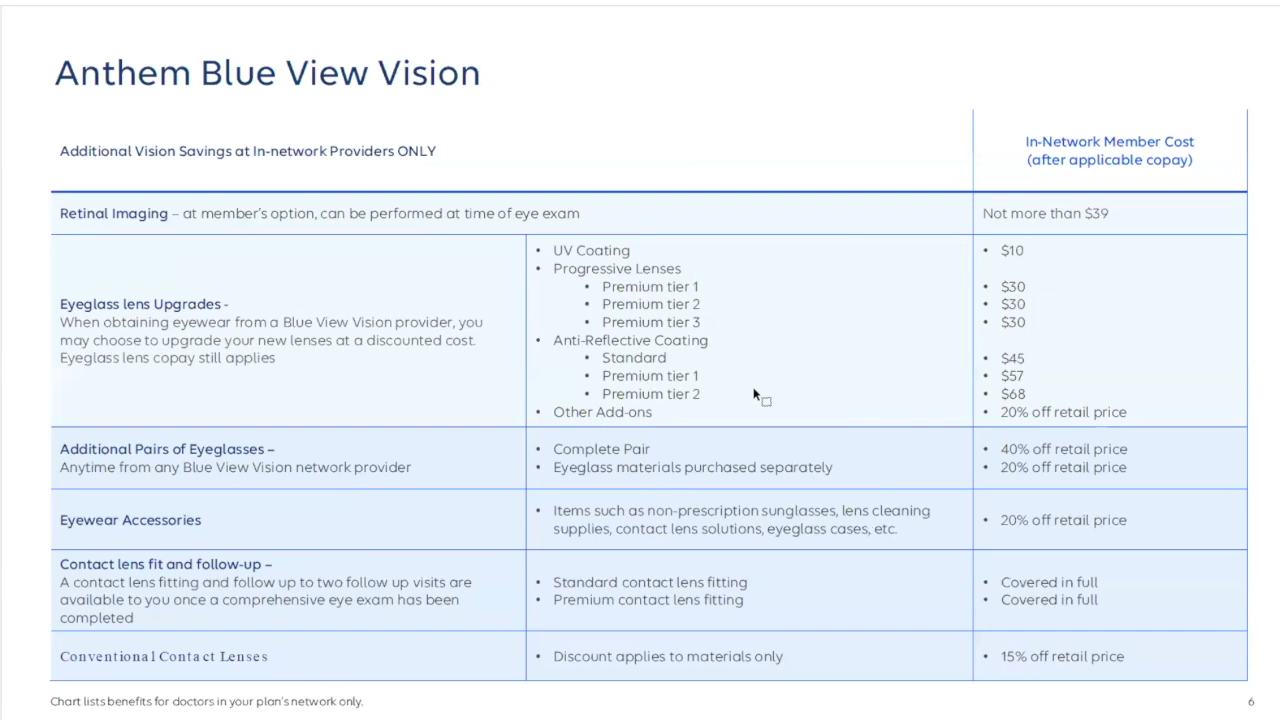 Anthem Blue View Vision
Additional Vision Savings at In-network Providers ONLY
In-Network Member Cost
(after applicable copay)
Retinal Imaging – at member's option, can be performed at time of eye exam
Not more than $39
Eyeglass lens Upgrades -
When obtaining eyewear from a Blue View Vision provider, you
may choose to upgrade your new lenses at a discounted cost.
Eyeglass lens copay still applies
• UV Coating
• Progressive Lenses
• Premium tier 1
• Premium tier 2
• Premium tier 3
• Anti-Reflective Coating
• Standard
• Premium tier 1
• Premium tier 2
• Other Add-ons
• $10
• $30
• $30
• $30
• $45
• $57
• $68
• 20% off retail price
Additional Pairs of Eyeglasses –
Anytime from any Blue View Vision network provider
• Complete Pair
• Eyeglass materials purchased separately
• 40% off retail price
• 20% off retail price
Eyewear Accessories
• Items such as non-prescription sunglasses, lens cleaning
supplies, contact lens solutions, eyeglass cases, etc.
• 20% off retail price
Contact lens fit and follow-up –
A contact lens fitting and follow up to two follow up visits are
available to you once a comprehensive eye exam has been
completed
• Standard contact lens fitting
• Premium contact lens fitting
• Covered in full
• Covered in full
Conventional Contact Lenses
• Discount applies to materials only
• 15% off retail price
Chart lists benefits for doctors in your plan's network only.
6